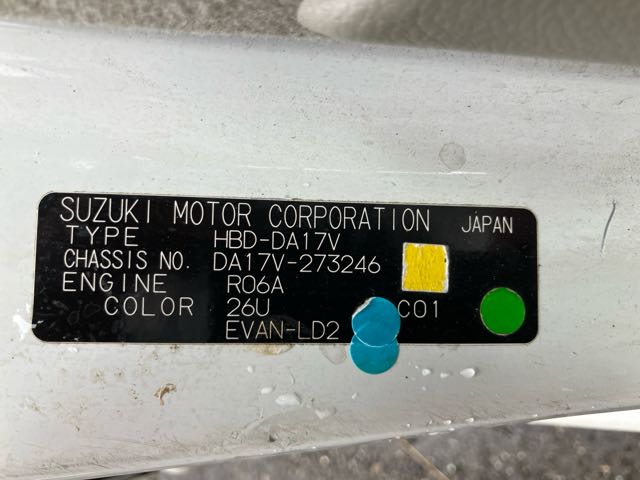 SUZUKI MOTOR CORPORATION JAPAN
TYPE HBD-DA17V
CHASSIS NO. DA17V-273246
ENGINE R06A
COLOR 26U C01
EVAN-LD2